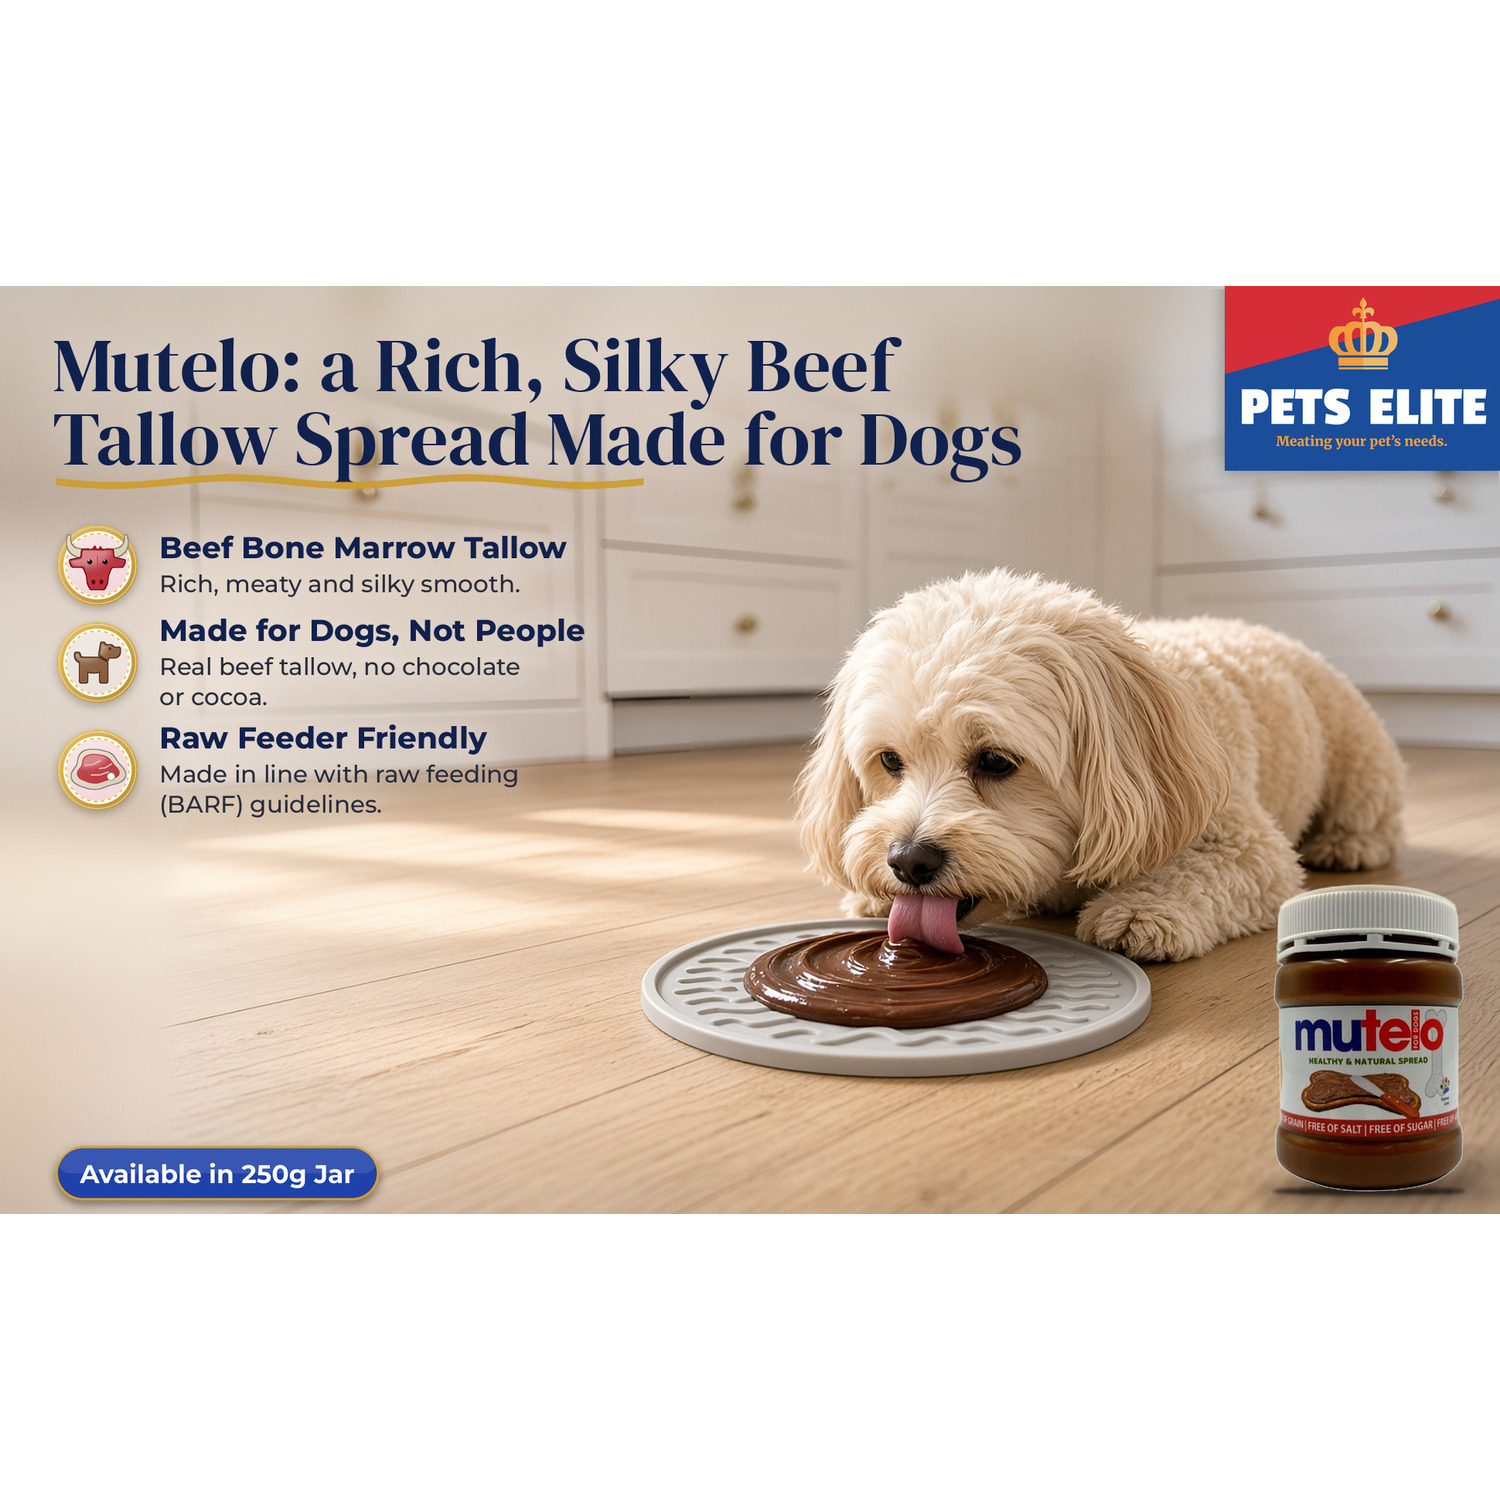 Mutelo: a Rich, Silky Beef
Tallow Spread Made for Dogs
PETS ELITE
Meating your pet's needs.
Beef Bone Marrow Tallow
Rich, meaty and silky smooth.
Made for Dogs, Not People
Real beef tallow, no chocolate
or cocoa.
Raw Feeder Friendly
Made in line with raw feeding
(BARF) guidelines.
mutelo
FOR DOGS
HEALTHY & NATURAL SPREAD
OF GRAIN | FREE OF SALT | FREE OF SUGAR | FREE OF
Available in 250g Jar